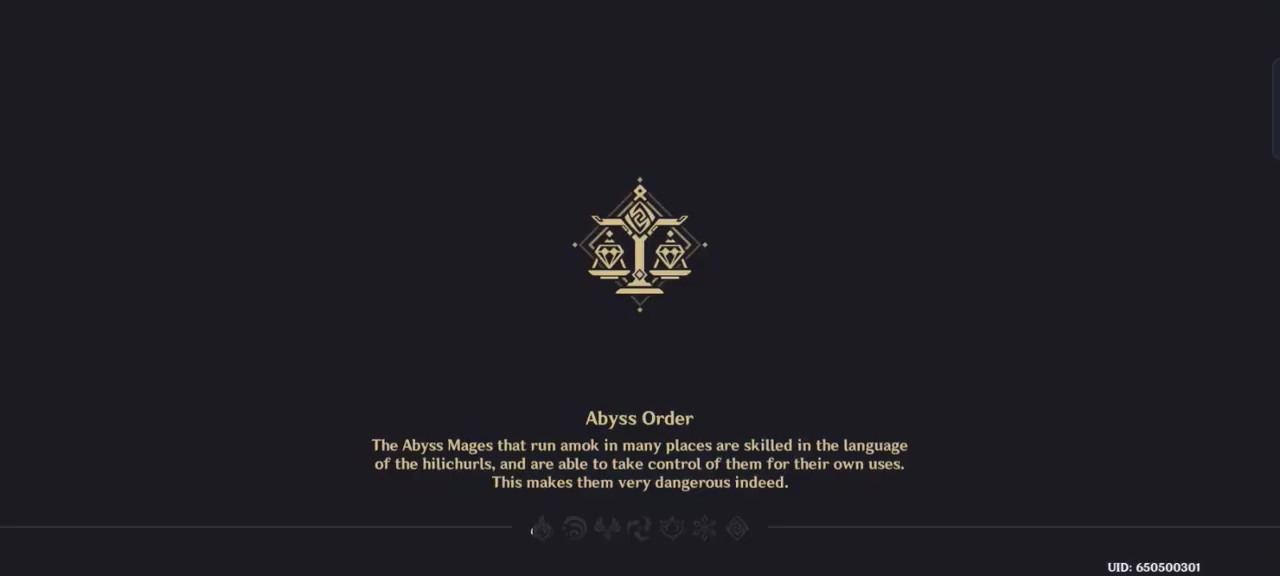 Abyss Order
The Abyss Mages that run amok in many places are skilled in the language
of the hilichurls, and are able to take control of them for their own uses.
This makes them very dangerous indeed.
UID: 650500301